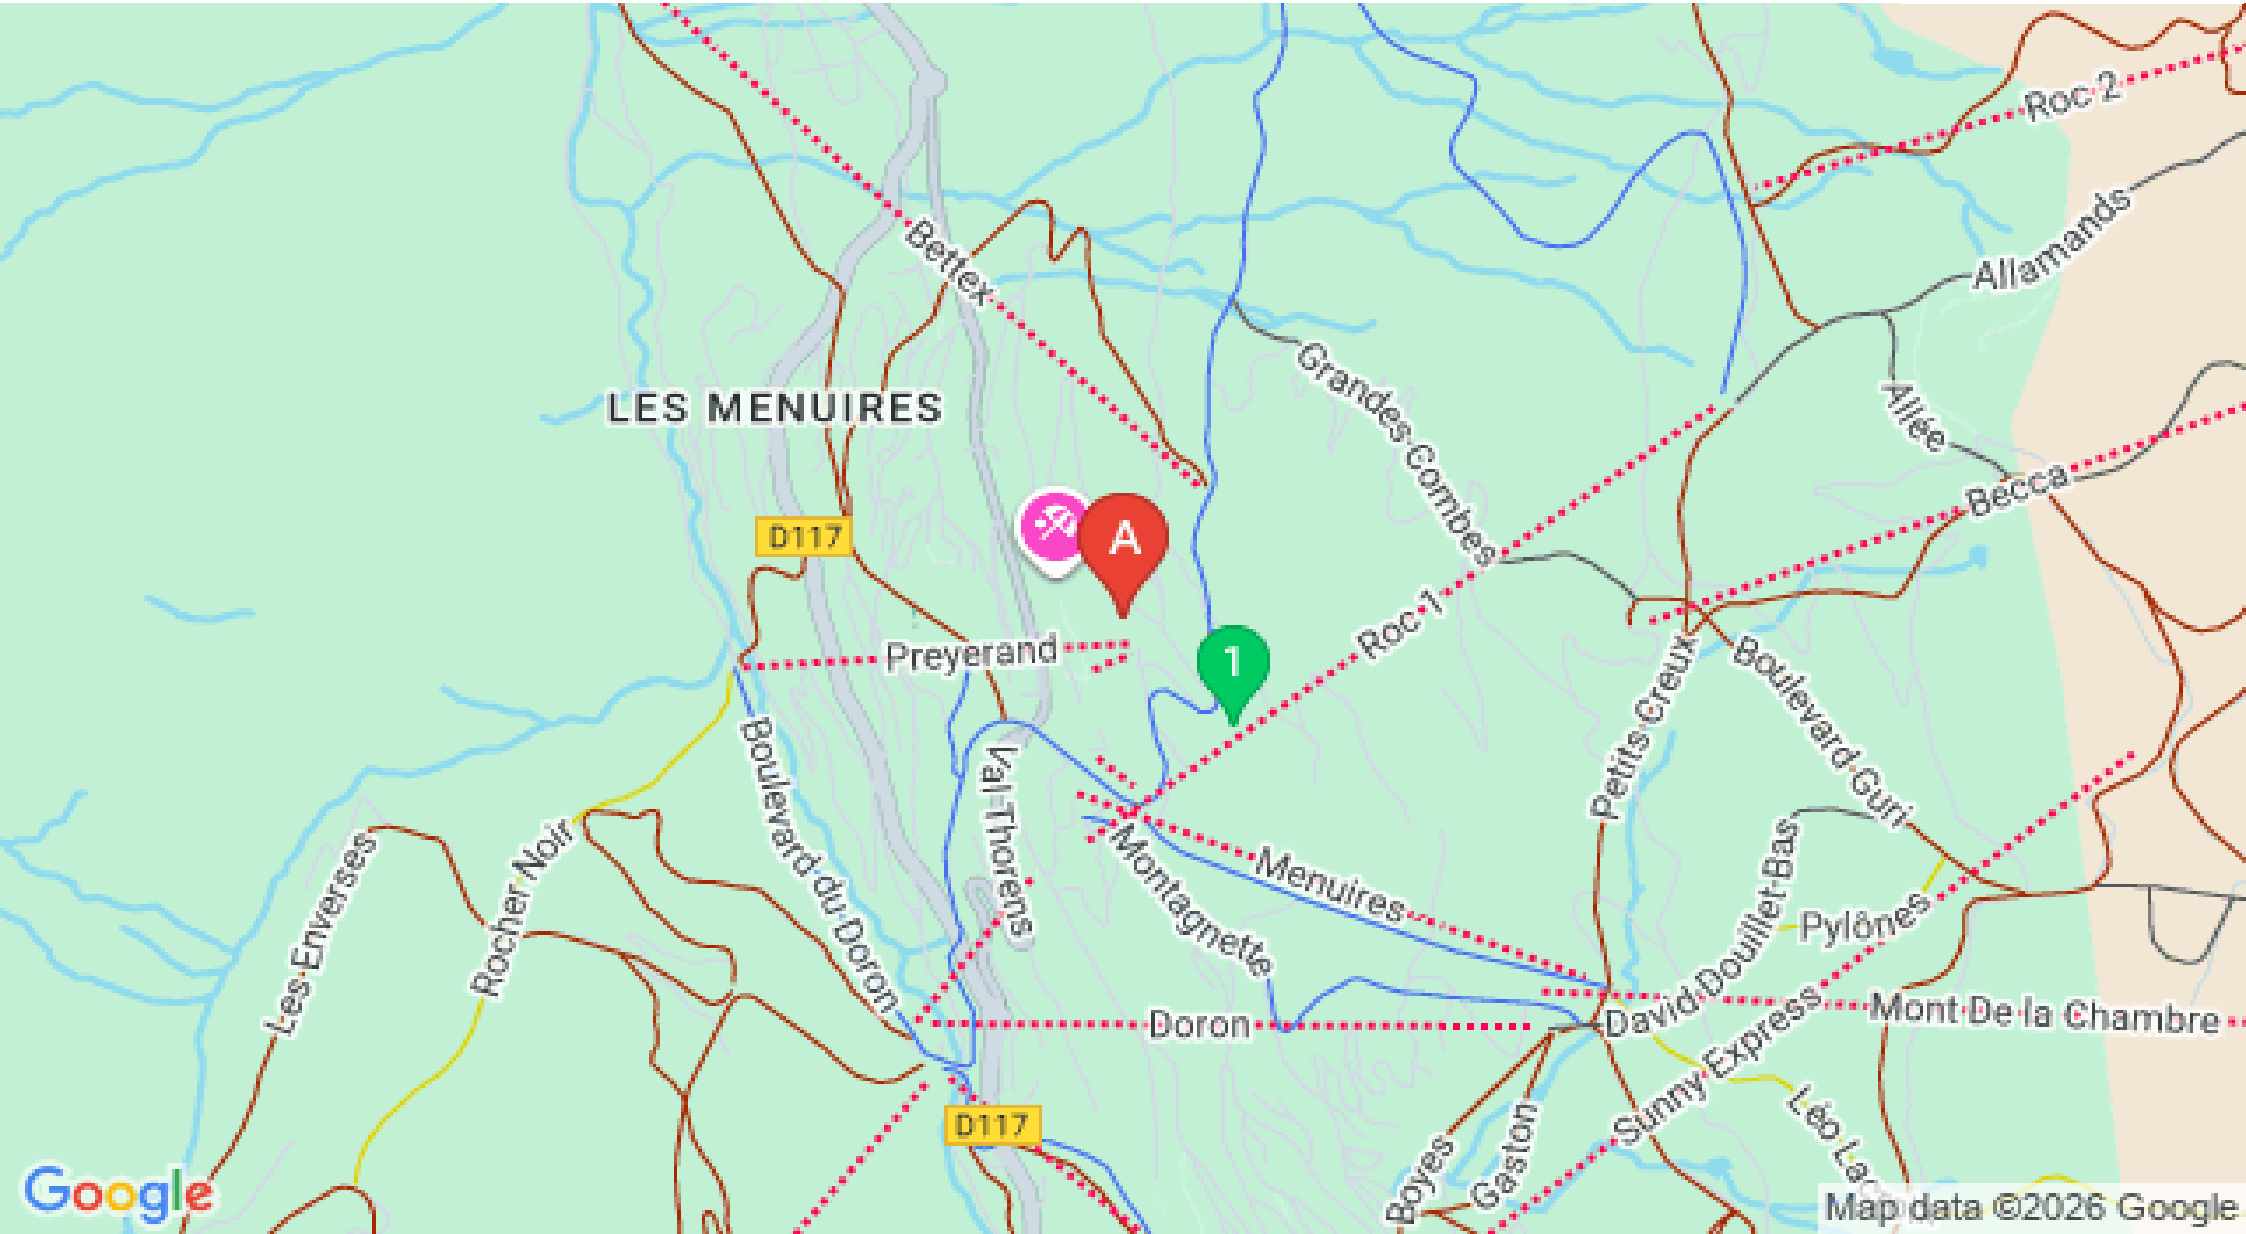 Roc 2
Allamands
Bettex
Grandes Combes
LES MENUIRES
Allée
Becca
D117
A
Roc 1
Preyerand
1
Petits Creux
Boulevard Guri
Boulevard du Doron
Val Thorens
Les Enverses
Rocher Noir
Montagnette
Menuires
David Douillet Bas
Pylônes
Doron
Mont De la Chambre
Sunny Express
D117
Boyes
Gaston
Léo Lac
Google
Map data ©2026 Google